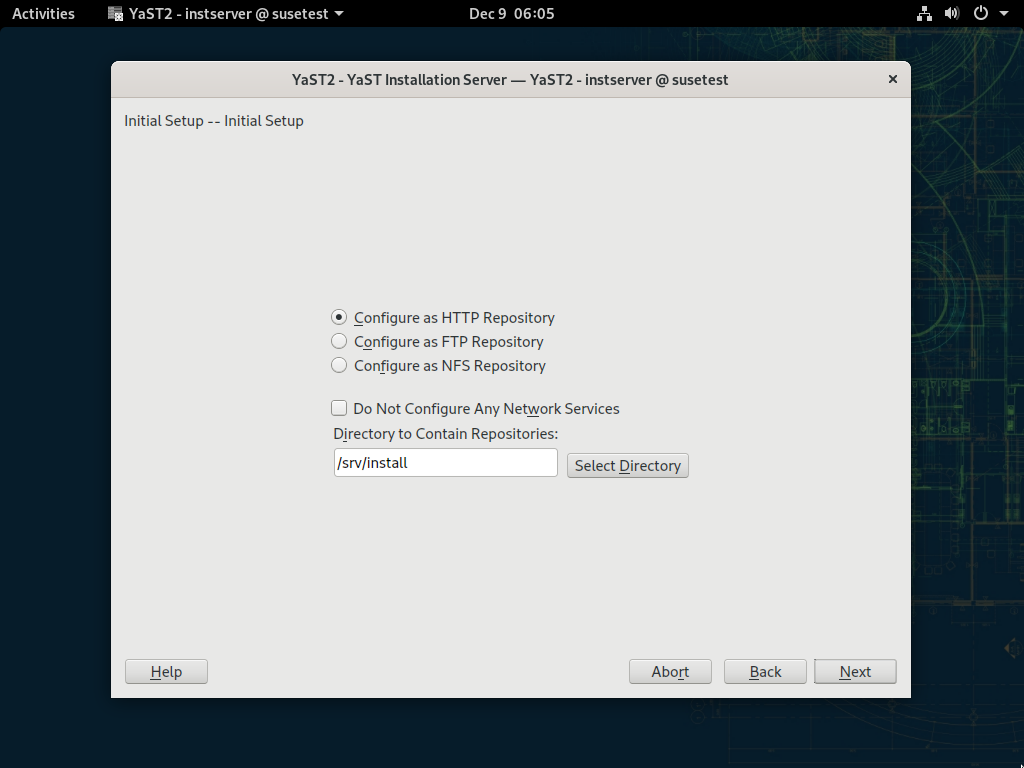 Activities YaST2 - instserver @ susetest Dec 9 06:05
YaST2 - YaST Installation Server — YaST2 - instserver @ susetest
Initial Setup -- Initial Setup
Configure as HTTP Repository
Configure as FTP Repository
Configure as NFS Repository
Do Not Configure Any Network Services
Directory to Contain Repositories:
/srv/install Select Directory
Help Abort Back Next